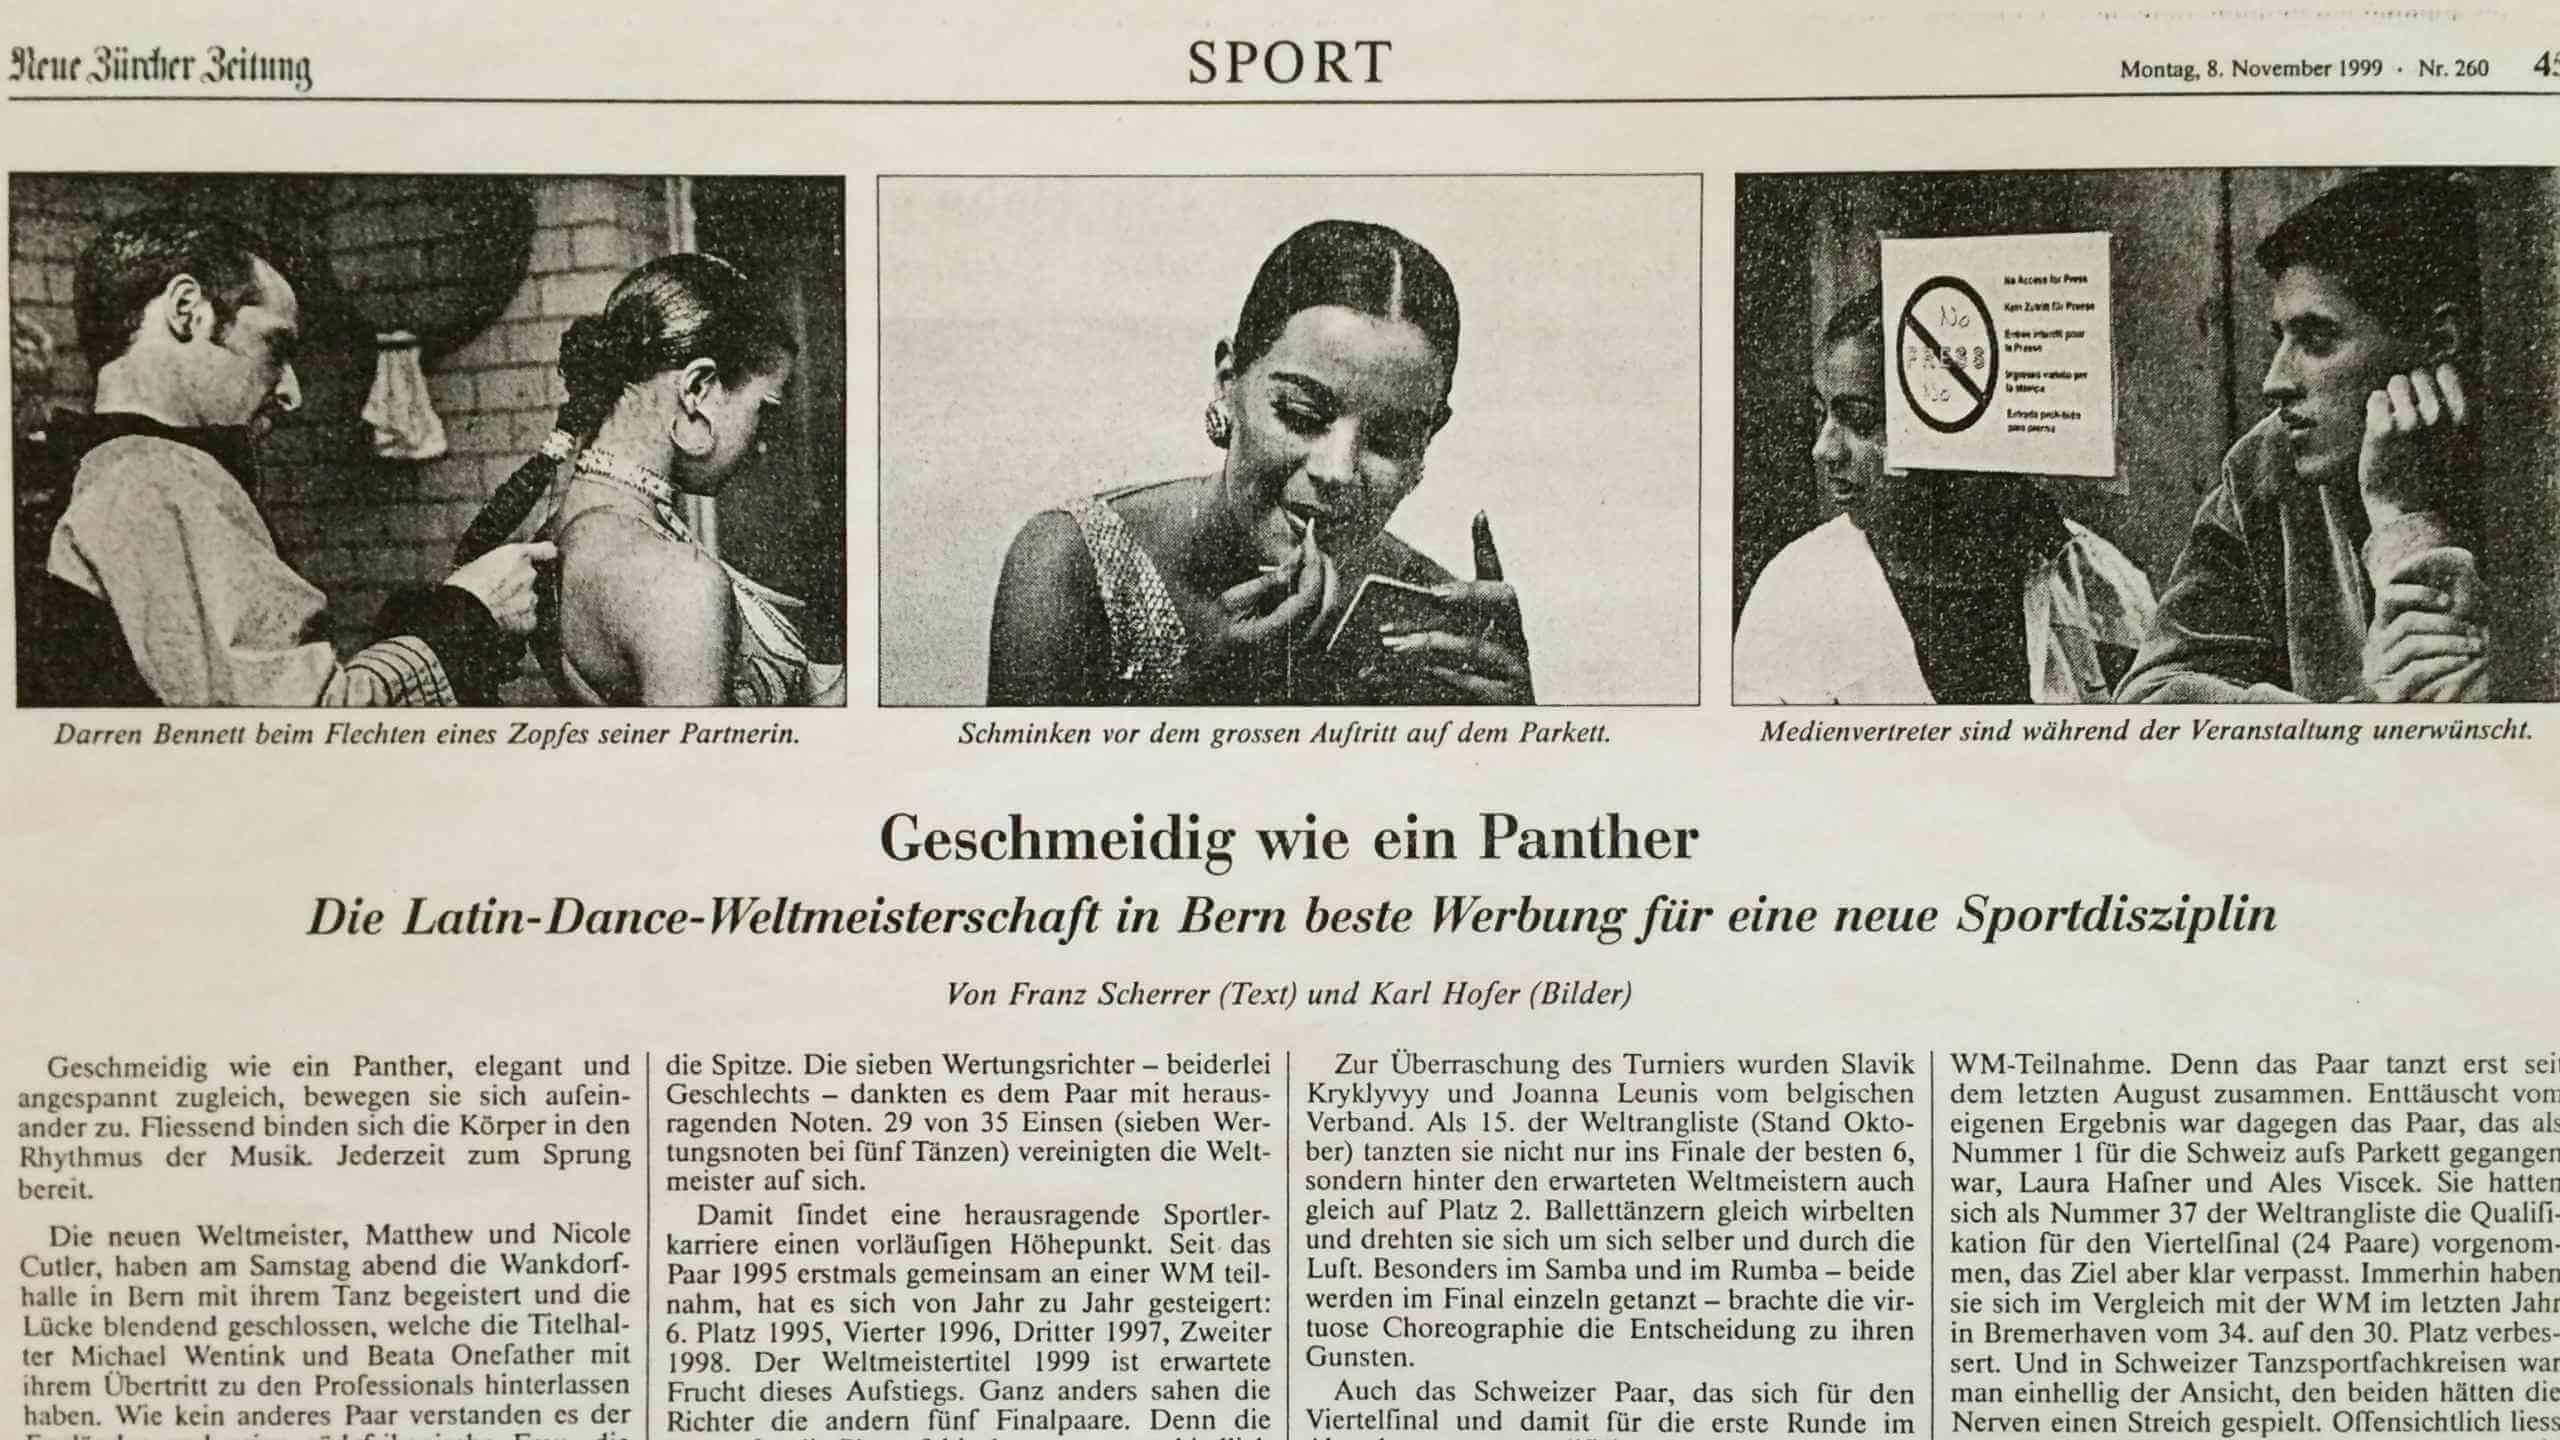 Neue Zürcher Zeitung
SPORT
Montag, 8. November 1999 · Nr. 260
No Access for Press
Kein Zutritt für Presse
No
PRESS
No
Darren Bennett beim Flechten eines Zopfes seiner Partnerin.
Schminken vor dem grossen Auftritt auf dem Parkett.
Medienvertreter sind während der Veranstaltung unerwünscht.
Geschmeidig wie ein Panther
Die Latin-Dance-Weltmeisterschaft in Bern beste Werbung für eine neue Sportdisziplin
Von Franz Scherrer (Text) und Karl Hofer (Bilder)
Geschmeidig wie ein Panther, elegant und
angespannt zugleich, bewegen sie sich aufein-
ander zu. Fliessend binden sich die Körper in den
Rhythmus der Musik. Jederzeit zum Sprung
bereit.
Die neuen Weltmeister, Matthew und Nicole
Cutler, haben am Samstag abend die Wankdorf-
halle in Bern mit ihrem Tanz begeistert und die
Lücke blendend geschlossen, welche die Titelhal-
ter Michael Wentink und Beata Onefather mit
ihrem Übertritt zu den Professionals hinterlassen
haben. Wie kein anderes Paar verstanden es der
die Spitze. Die sieben Wertungsrichter – beiderlei
Geschlechts – dankten es dem Paar mit heraus-
ragenden Noten. 29 von 35 Einsen (sieben Wer-
tungsnoten bei fünf Tänzen) vereinigten die Welt-
meister auf sich.
Damit findet eine herausragende Sportler-
karriere einen vorläufigen Höhepunkt. Seit das
Paar 1995 erstmals gemeinsam an einer WM teil-
nahm, hat es sich von Jahr zu Jahr gesteigert:
6. Platz 1995, Vierter 1996, Dritter 1997, Zweiter
1998. Der Weltmeistertitel 1999 ist erwartete
Frucht dieses Aufstiegs. Ganz anders sahen die
Richter die andern fünf Finalpaare. Denn die
Zur Überraschung des Turniers wurden Slavik
Kryklyvyy und Joanna Leunis vom belgischen
Verband. Als 15. der Weltrangliste (Stand Okto-
ber) tanzten sie nicht nur ins Finale der besten 6,
sondern hinter den erwarteten Weltmeistern auch
gleich auf Platz 2. Ballettänzern gleich wirbelten
und drehten sie sich um sich selber und durch die
Luft. Besonders im Samba und im Rumba – beide
werden im Final einzeln getanzt – brachte die vir-
tuose Choreographie die Entscheidung zu ihren
Gunsten.
Auch das Schweizer Paar, das sich für den
Viertelfinal und damit für die erste Runde im
WM-Teilnahme. Denn das Paar tanzt erst seit
dem letzten August zusammen. Enttäuscht vom
eigenen Ergebnis war dagegen das Paar, das als
Nummer 1 für die Schweiz aufs Parkett gegangen
war, Laura Hafner und Ales Viscek. Sie hatten
sich als Nummer 37 der Weltrangliste die Qualifi-
kation für den Viertelfinal (24 Paare) vorgenom-
men, das Ziel aber klar verpasst. Immerhin haben
sie sich im Vergleich mit der WM im letzten Jahr
in Bremerhaven vom 34. auf den 30. Platz verbes-
sert. Und in Schweizer Tanzsportfachkreisen war
man einhellig der Ansicht, den beiden hätten die
Nerven einen Streich gespielt. Offensichtlich liess